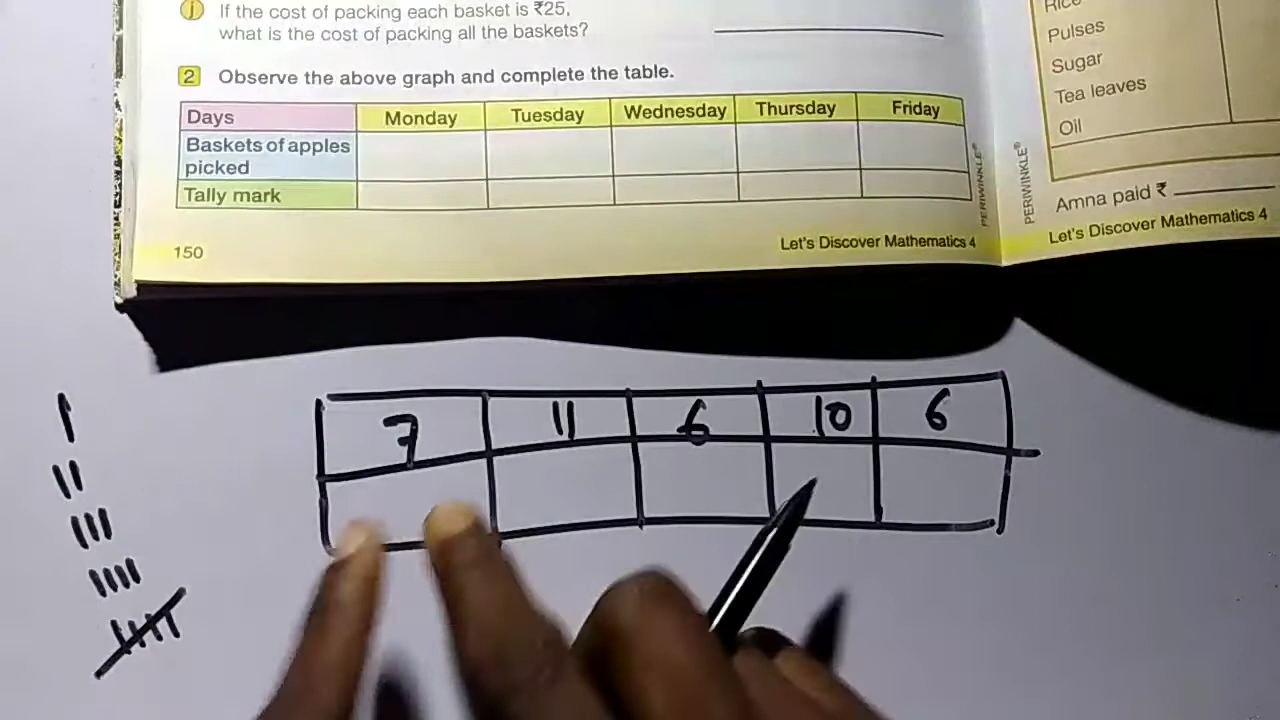 j If the cost of packing each basket is ₹25,
what is the cost of packing all the baskets?
2 Observe the above graph and complete the table.
Days Monday Tuesday Wednesday Thursday Friday
Baskets of apples
picked
Tally mark
PERIWINKLE®
150
Let's Discover Mathematics 4
Rice
Pulses
Sugar
Tea leaves
Oil
PERIWINKLE®
Amna paid ₹
Let's Discover Mathematics 4
7 11 6 10 6